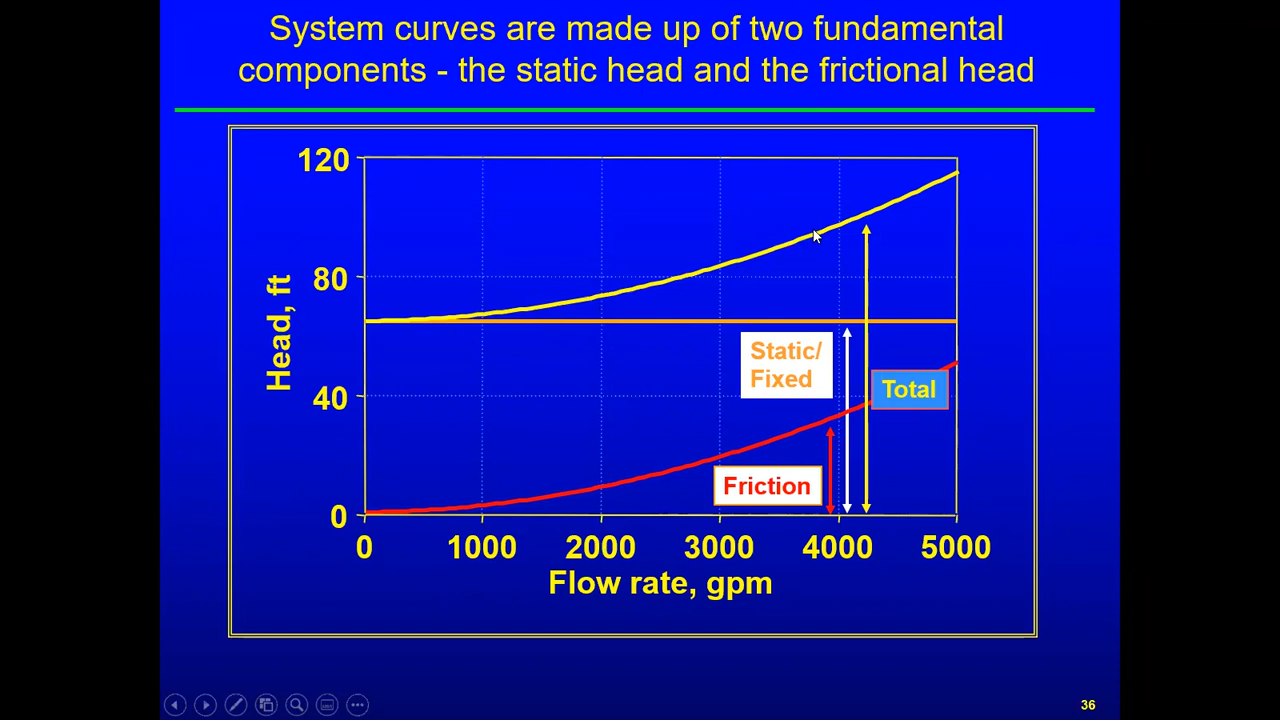 System curves are made up of two fundamental
components - the static head and the frictional head
120
80
40
0
Head, ft
Static/
Fixed
Total
Friction
0 1000 2000 3000 4000 5000
Flow rate, gpm
36